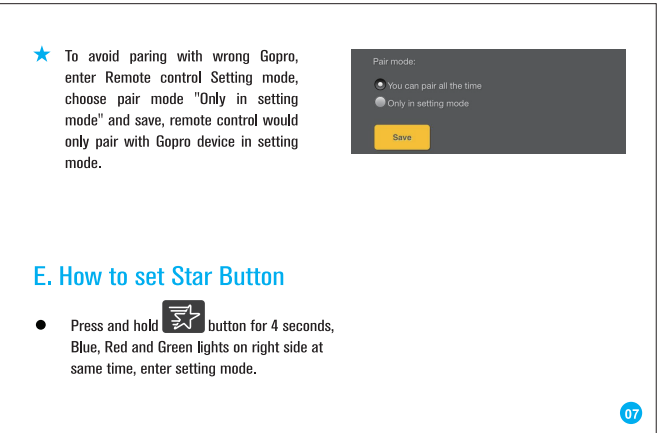 To avoid paring with wrong Gopro,
enter Remote control Setting mode,
choose pair mode "Only in setting
mode" and save, remote control would
only pair with Gopro device in setting
mode.
Pair mode:
You can pair all the time
Only in setting mode
Save
E. How to set Star Button
Press and hold button for 4 seconds,
Blue, Red and Green lights on right side at
same time, enter setting mode.
07